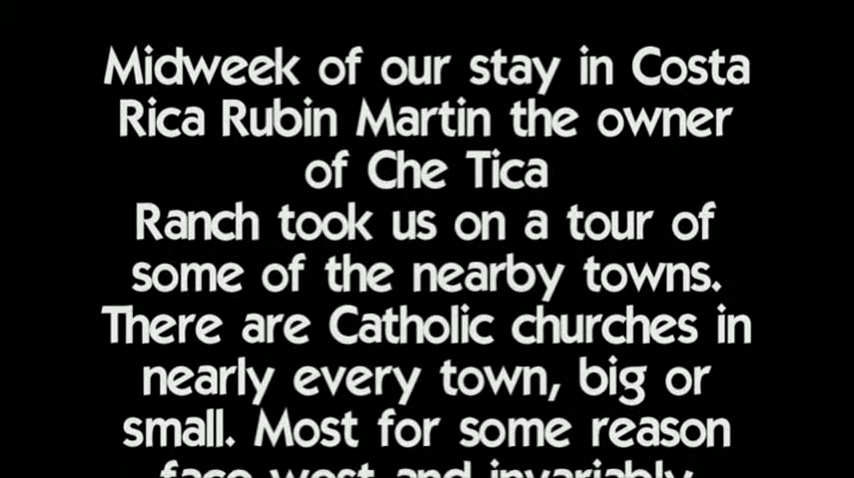 Midweek of our stay in Costa
Rica Rubin Martin the owner
of Che Tica
Ranch took us on a tour of
some of the nearby towns.
There are Catholic churches in
nearly every town, big or
small. Most for some reason
face west and invariably